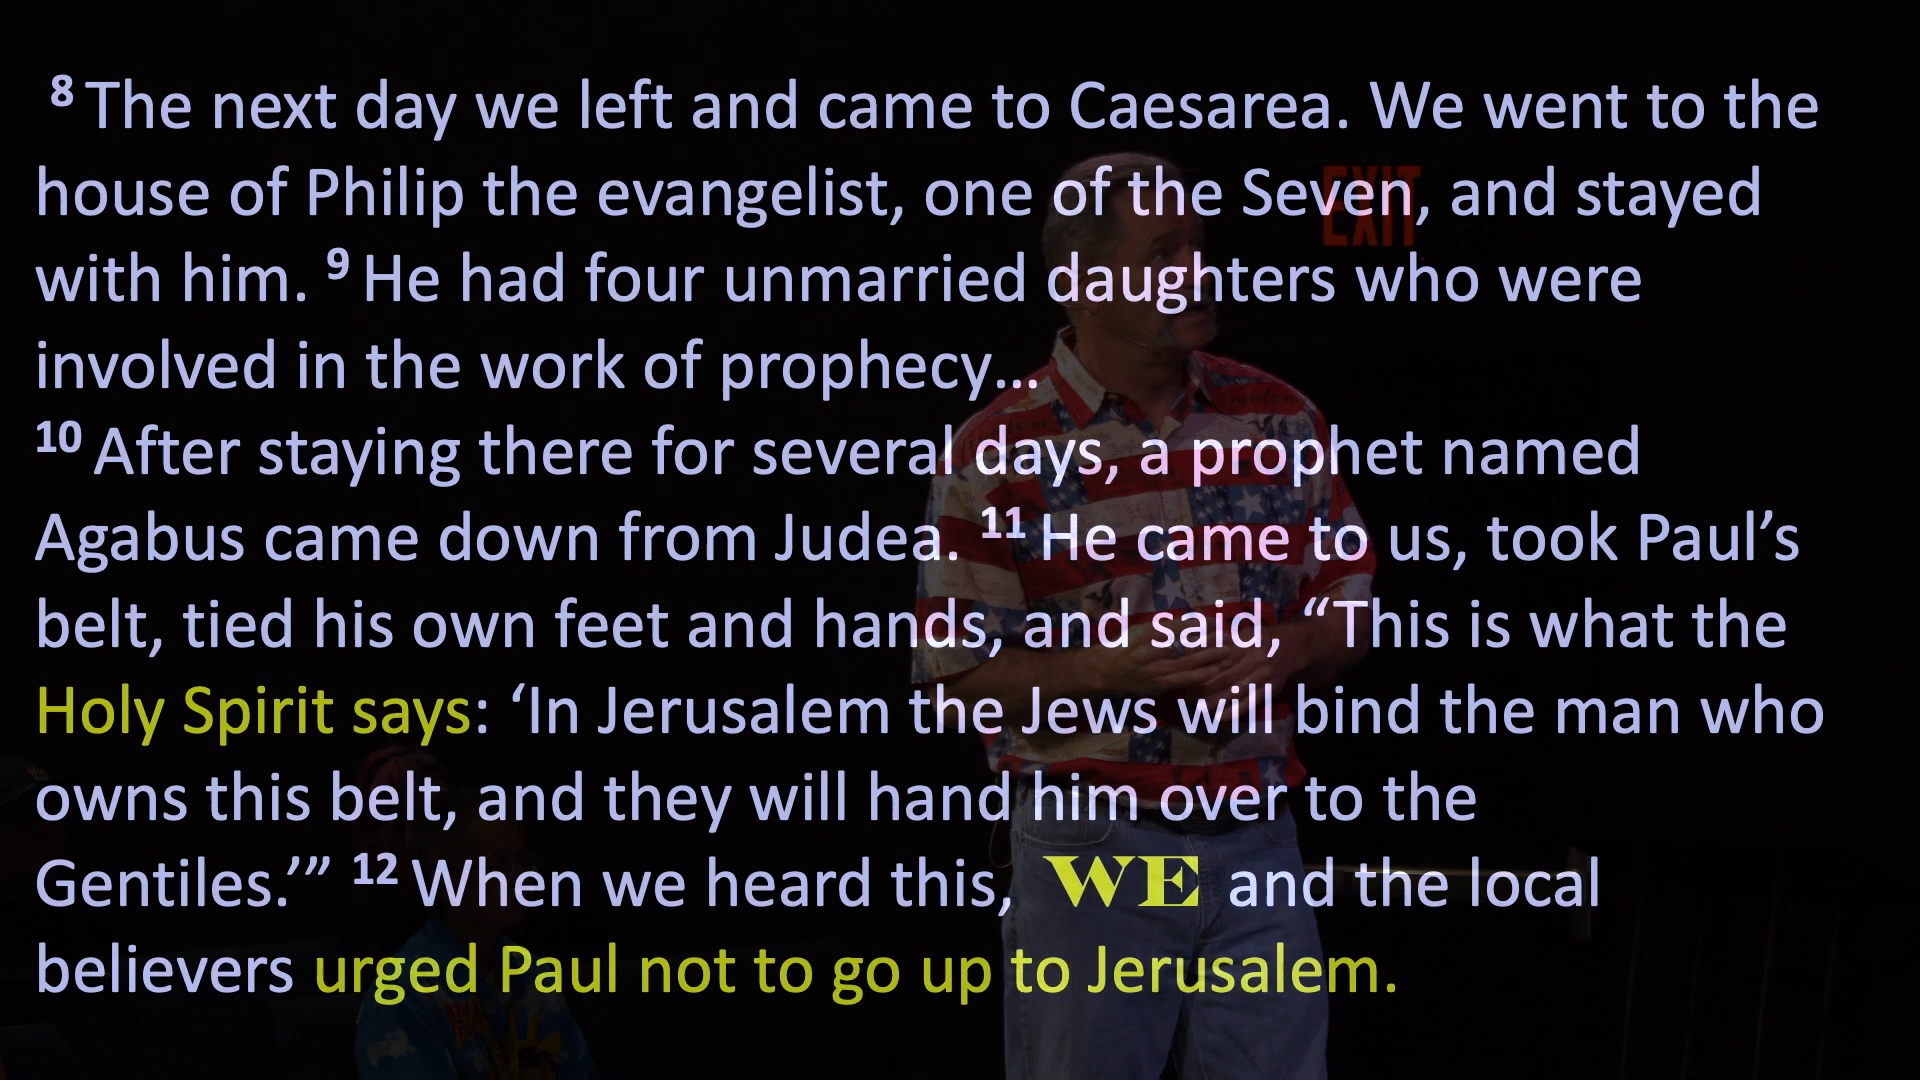 8 The next day we left and came to Caesarea. We went to the
house of Philip the evangelist, one of the Seven, and stayed
with him. 9 He had four unmarried daughters who were
involved in the work of prophecy…
10 After staying there for several days, a prophet named
Agabus came down from Judea. 11 He came to us, took Paul’s
belt, tied his own feet and hands, and said, “This is what the
Holy Spirit says: ‘In Jerusalem the Jews will bind the man who
owns this belt, and they will hand him over to the
Gentiles.’” 12 When we heard this, WE and the local
believers urged Paul not to go up to Jerusalem.
EXIT